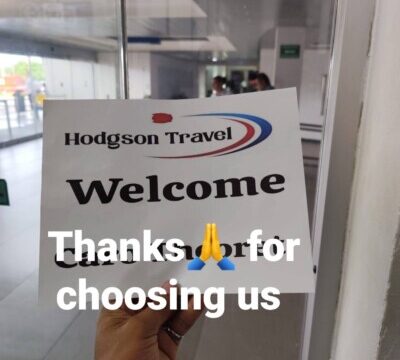 Hodgson Travel
Welcome
Thanks🙏 for
choosing us